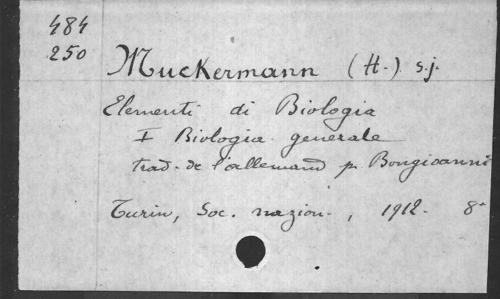 484
250
Muckermann (H.) s.j.
Elementi di Biologia
I Biologia generale
trad. de l'allemand p. Bongioanni
Turin, Soc. nazion., 1912. 8°